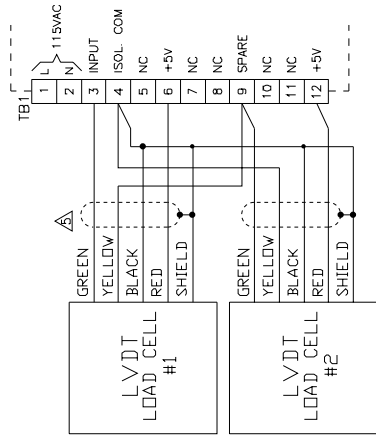 TB1
1 L
2 N
115VAC
3 INPUT
4 ISOL. COM
5 NC
6 +5V
7 NC
8 NC
9 SPARE
10 NC
11 NC
12 +5V
5
GREEN
YELLOW
BLACK
RED
SHIELD
LVDT
LOAD CELL
#1
GREEN
YELLOW
BLACK
RED
SHIELD
LVDT
LOAD CELL
#2